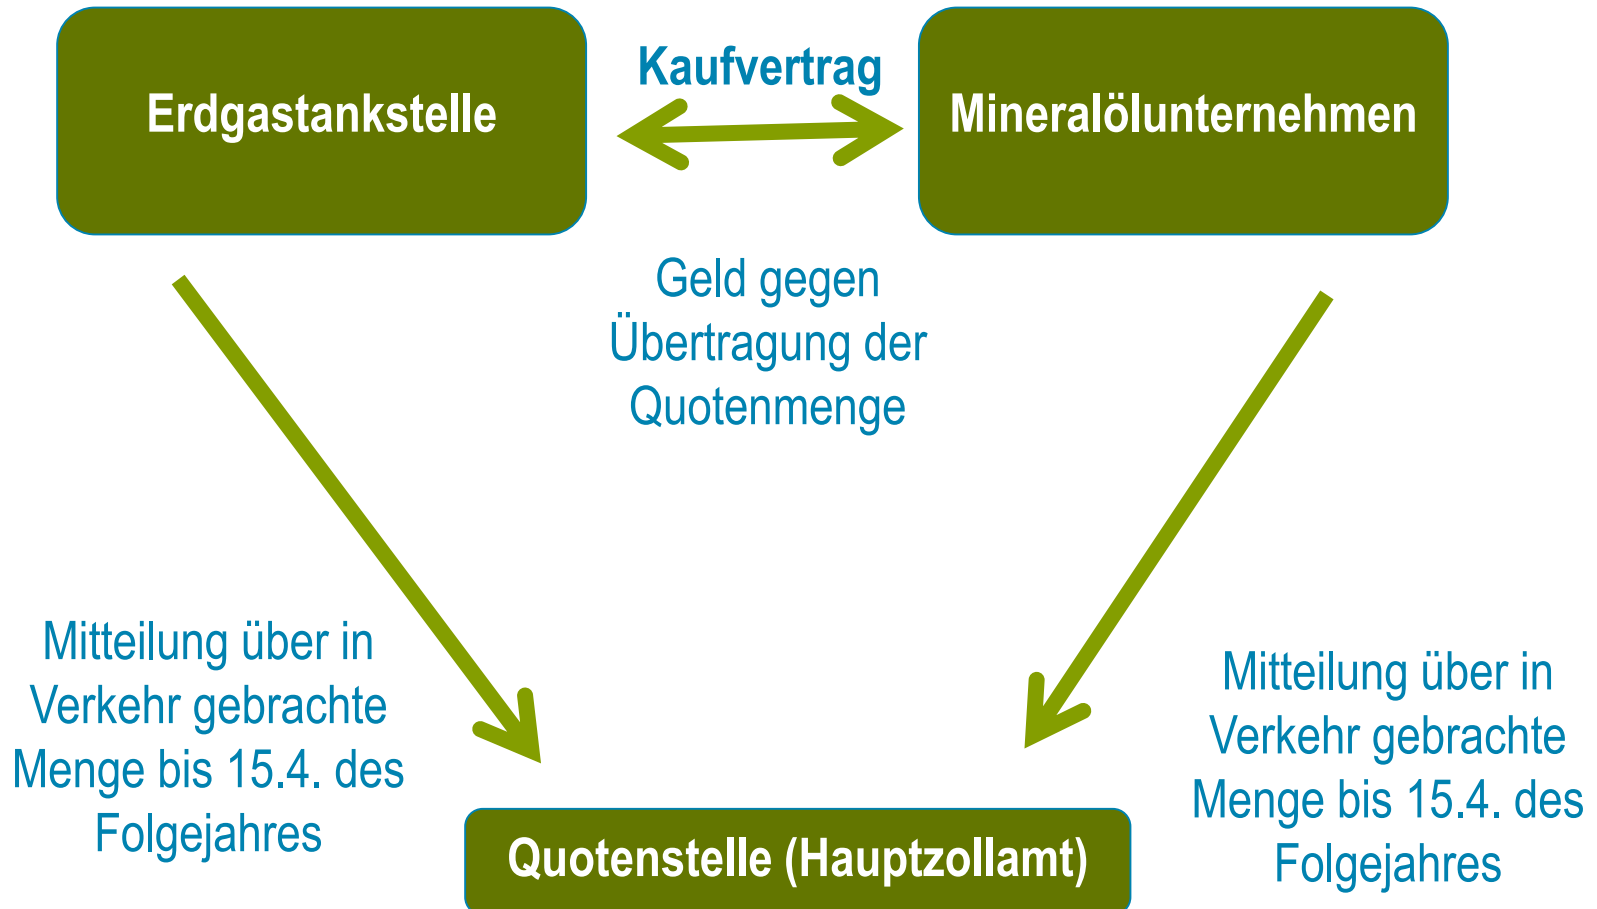 Erdgastankstelle
Kaufvertrag
Mineralölunternehmen
Geld gegen
Übertragung der
Quotenmenge
Mitteilung über in
Verkehr gebrachte
Menge bis 15.4. des
Folgejahres
Mitteilung über in
Verkehr gebrachte
Menge bis 15.4. des
Folgejahres
Quotenstelle (Hauptzollamt)